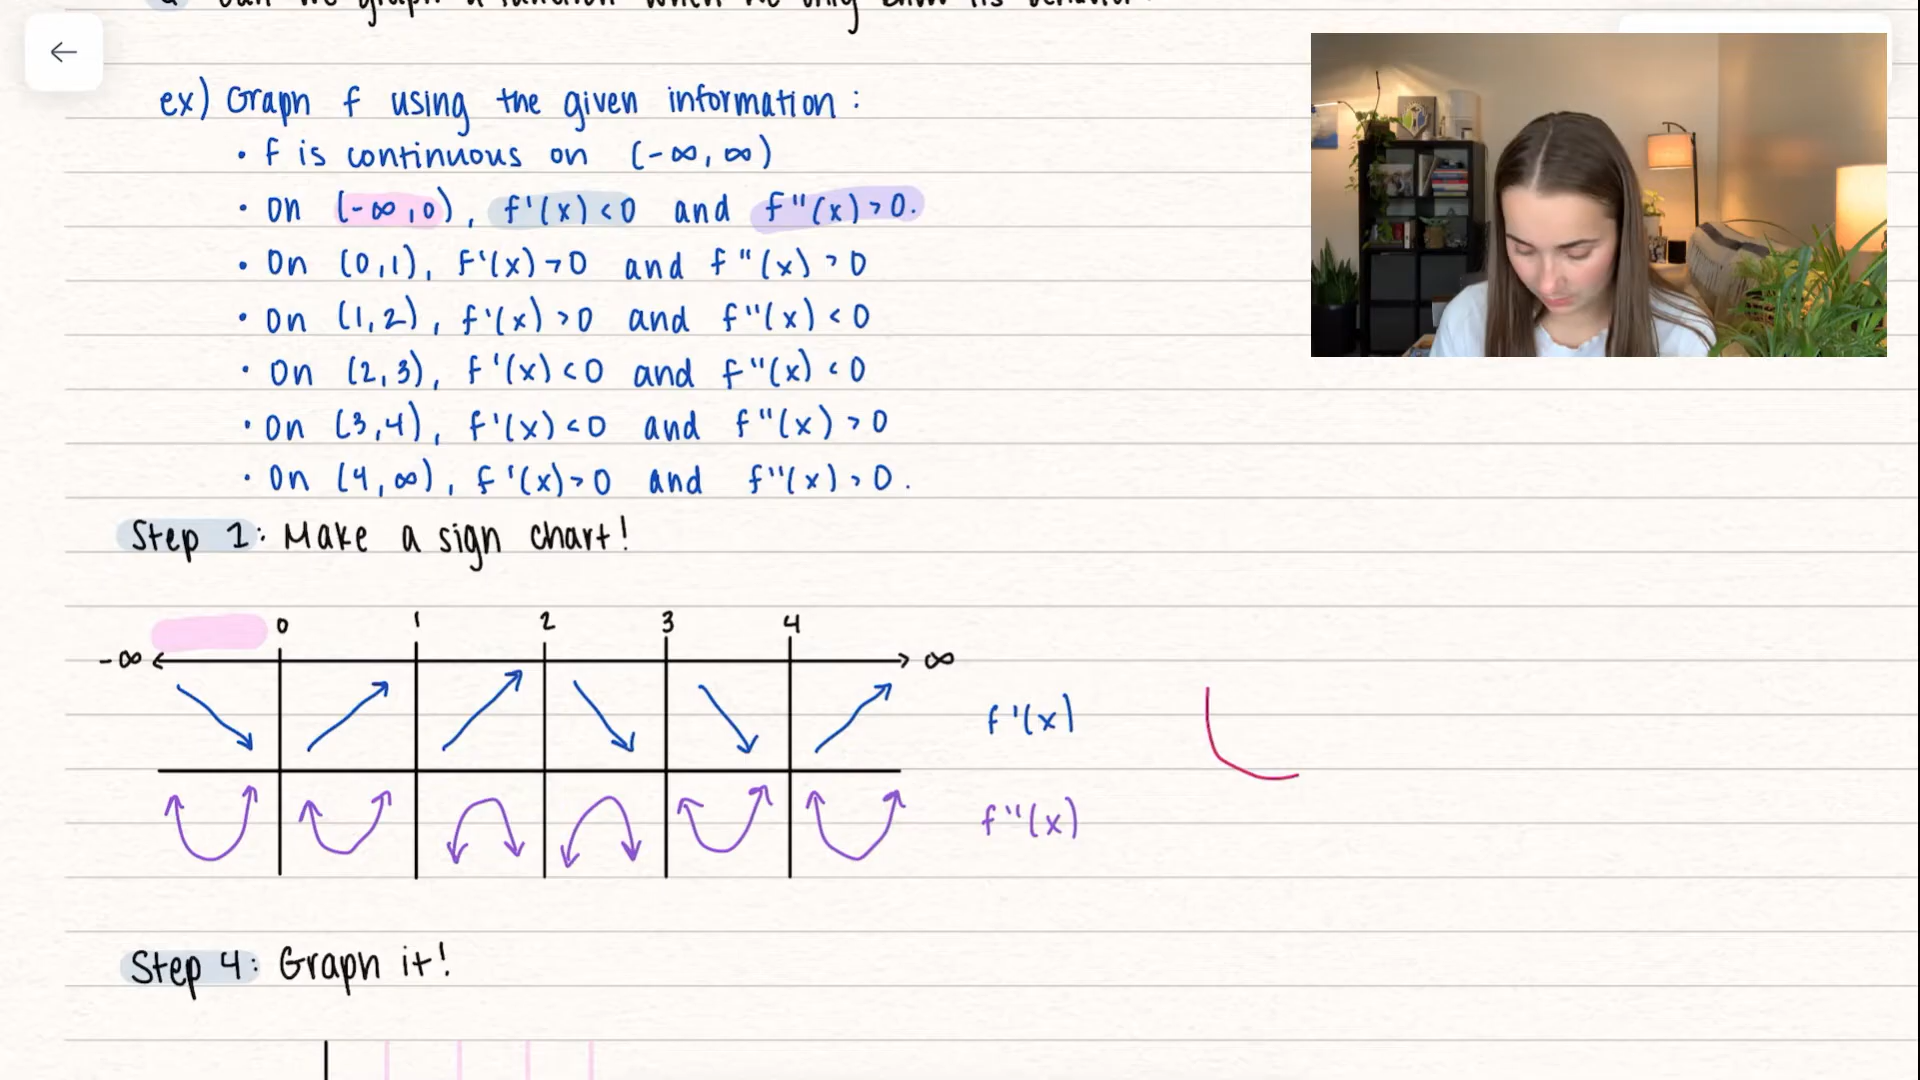 ex) Graph f using the given information :
• f is continuous on (-∞, ∞)
• on (-∞,0), f'(x)<0 and f"(x)>0.
• On (0,1), f'(x)>0 and f"(x)>0
• On (1,2), f'(x)>0 and f"(x)<0
• On (2,3), f'(x)<0 and f"(x)<0
• On (3,4), f'(x)<0 and f"(x)>0
• On (4,∞), f'(x)>0 and f"(x)>0.
Step 1: Make a sign chart!
0 1 2 3 4
-∞ ∞
f'(x)
f"(x)
Step 4: Graph it!